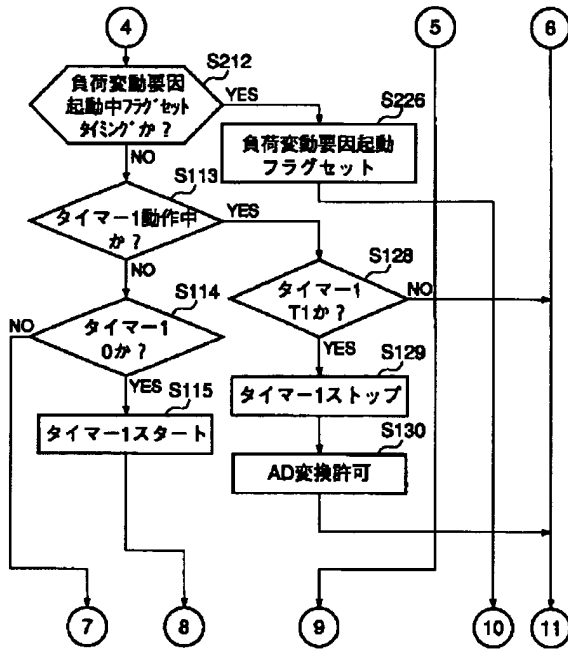 4
5
6
S212
負荷変動要因
起動中フラグセット
タイミングか?
YES
NO
S226
負荷変動要因起動
フラグセット
S113
タイマー1動作中
か?
YES
NO
S128
タイマー1
T1か?
NO
YES
S114
タイマー1
0か?
NO
YES
S129
タイマー1ストップ
S115
タイマー1スタート
S130
AD変換許可
7
8
9
10
11